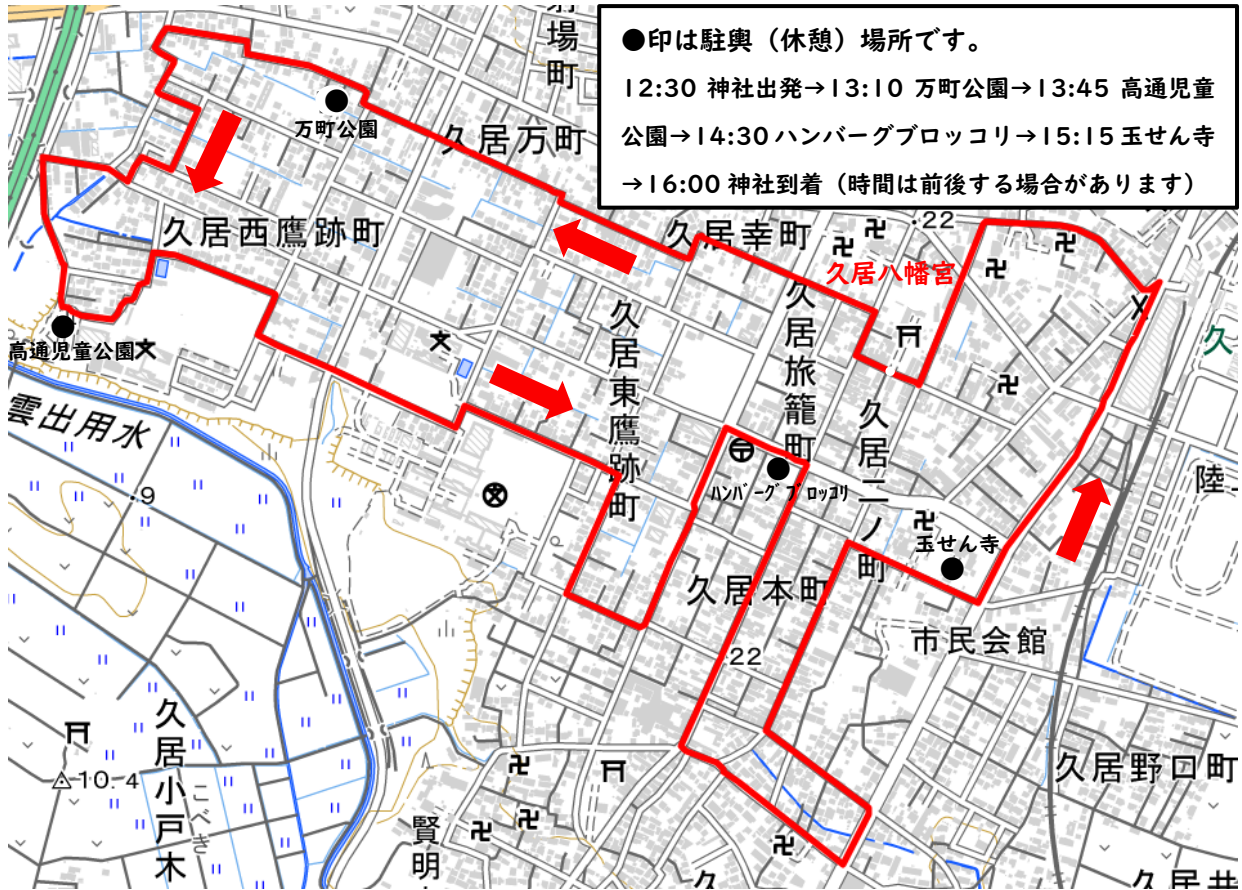 ●印は駐輿（休憩）場所です。
12:30 神社出発→13:10 万町公園→13:45 高通児童
公園→14:30 ハンバーグブロッコリ→15:15 玉せん寺
→16:00 神社到着（時間は前後する場合があります）
場町
万町公園
久居万町
久居西鷹跡町
久居幸町
22
久居八幡宮
久
高通児童公園
久居東鷹跡町
久居旅籠町
久居二ノ町
雲出用水
9
ハンバーグブロッコリ
陸
玉せん寺
久居本町
市民会館
22
久居小戸木
こべき
10.4
久居野口町
賢明
久
久居井